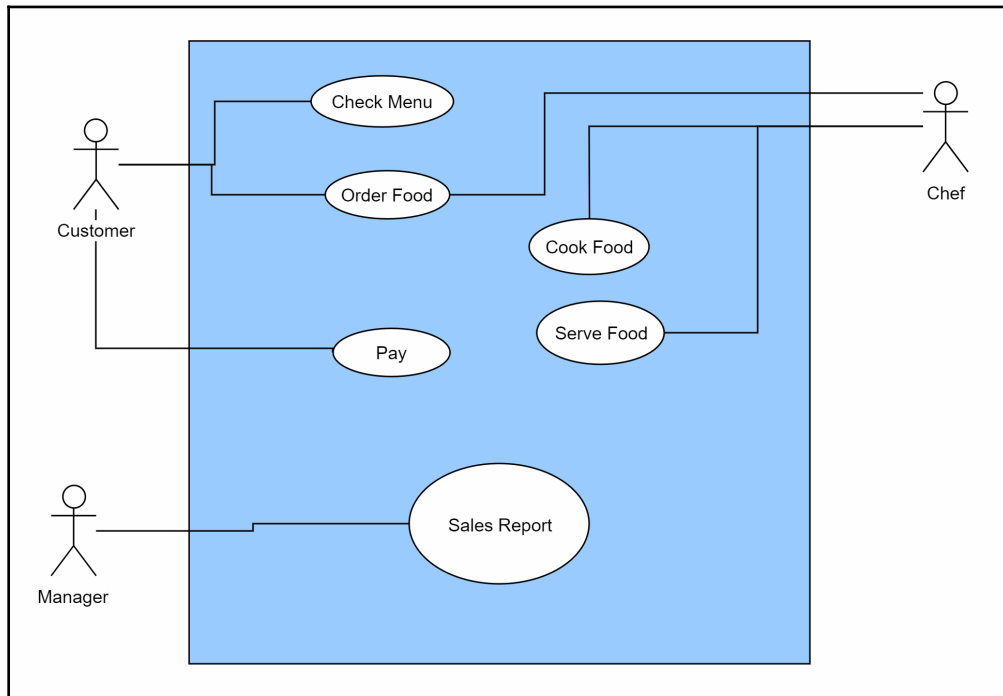 Check Menu
Order Food
Customer
Chef
Cook Food
Serve Food
Pay
Sales Report
Manager